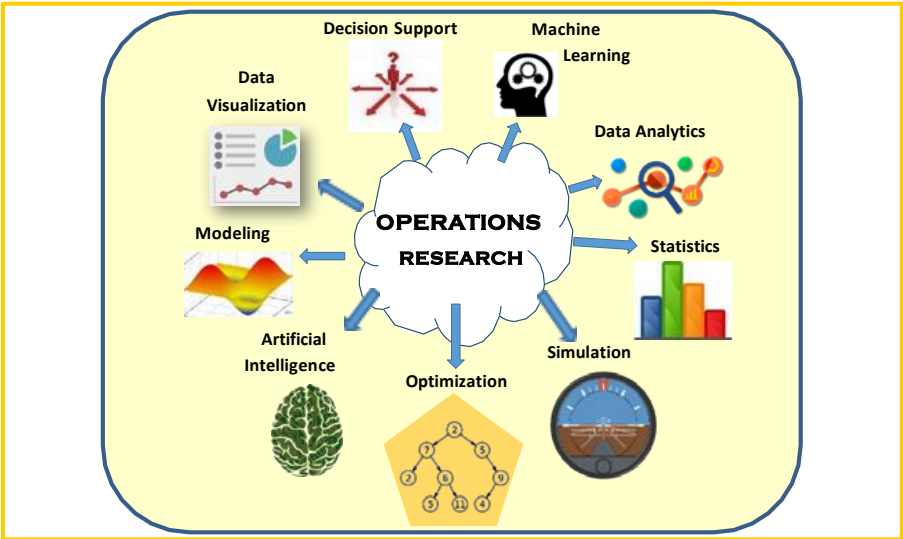 Decision Support
Machine
Learning
Data
Visualization
Data Analytics
OPERATIONS
RESEARCH
Modeling
Statistics
Artificial
Intelligence
Optimization
Simulation
?
2
?
5
2
6
9
5
11
4